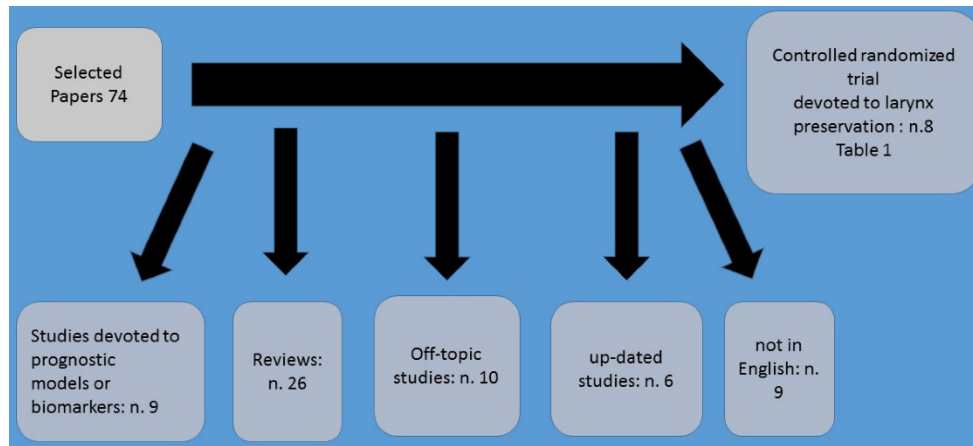 Selected
Papers 74
Controlled randomized
trial
devoted to larynx
preservation : n.8
Table 1
Studies devoted to
prognostic
models or
biomarkers: n. 9
Reviews:
n. 26
Off-topic
studies: n. 10
up-dated
studies: n. 6
not in
English: n.
9